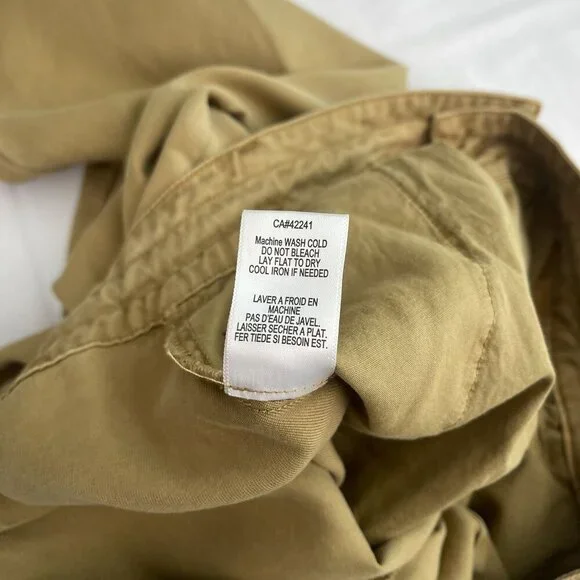 CA#42241
Machine WASH COLD
DO NOT BLEACH
LAY FLAT TO DRY
COOL IRON IF NEEDED
LAVER A FROID EN
MACHINE
PAS D'EAU DE JAVEL.
LAISSER SECHER A PLAT.
FER TIEDE SI BESOIN EST.